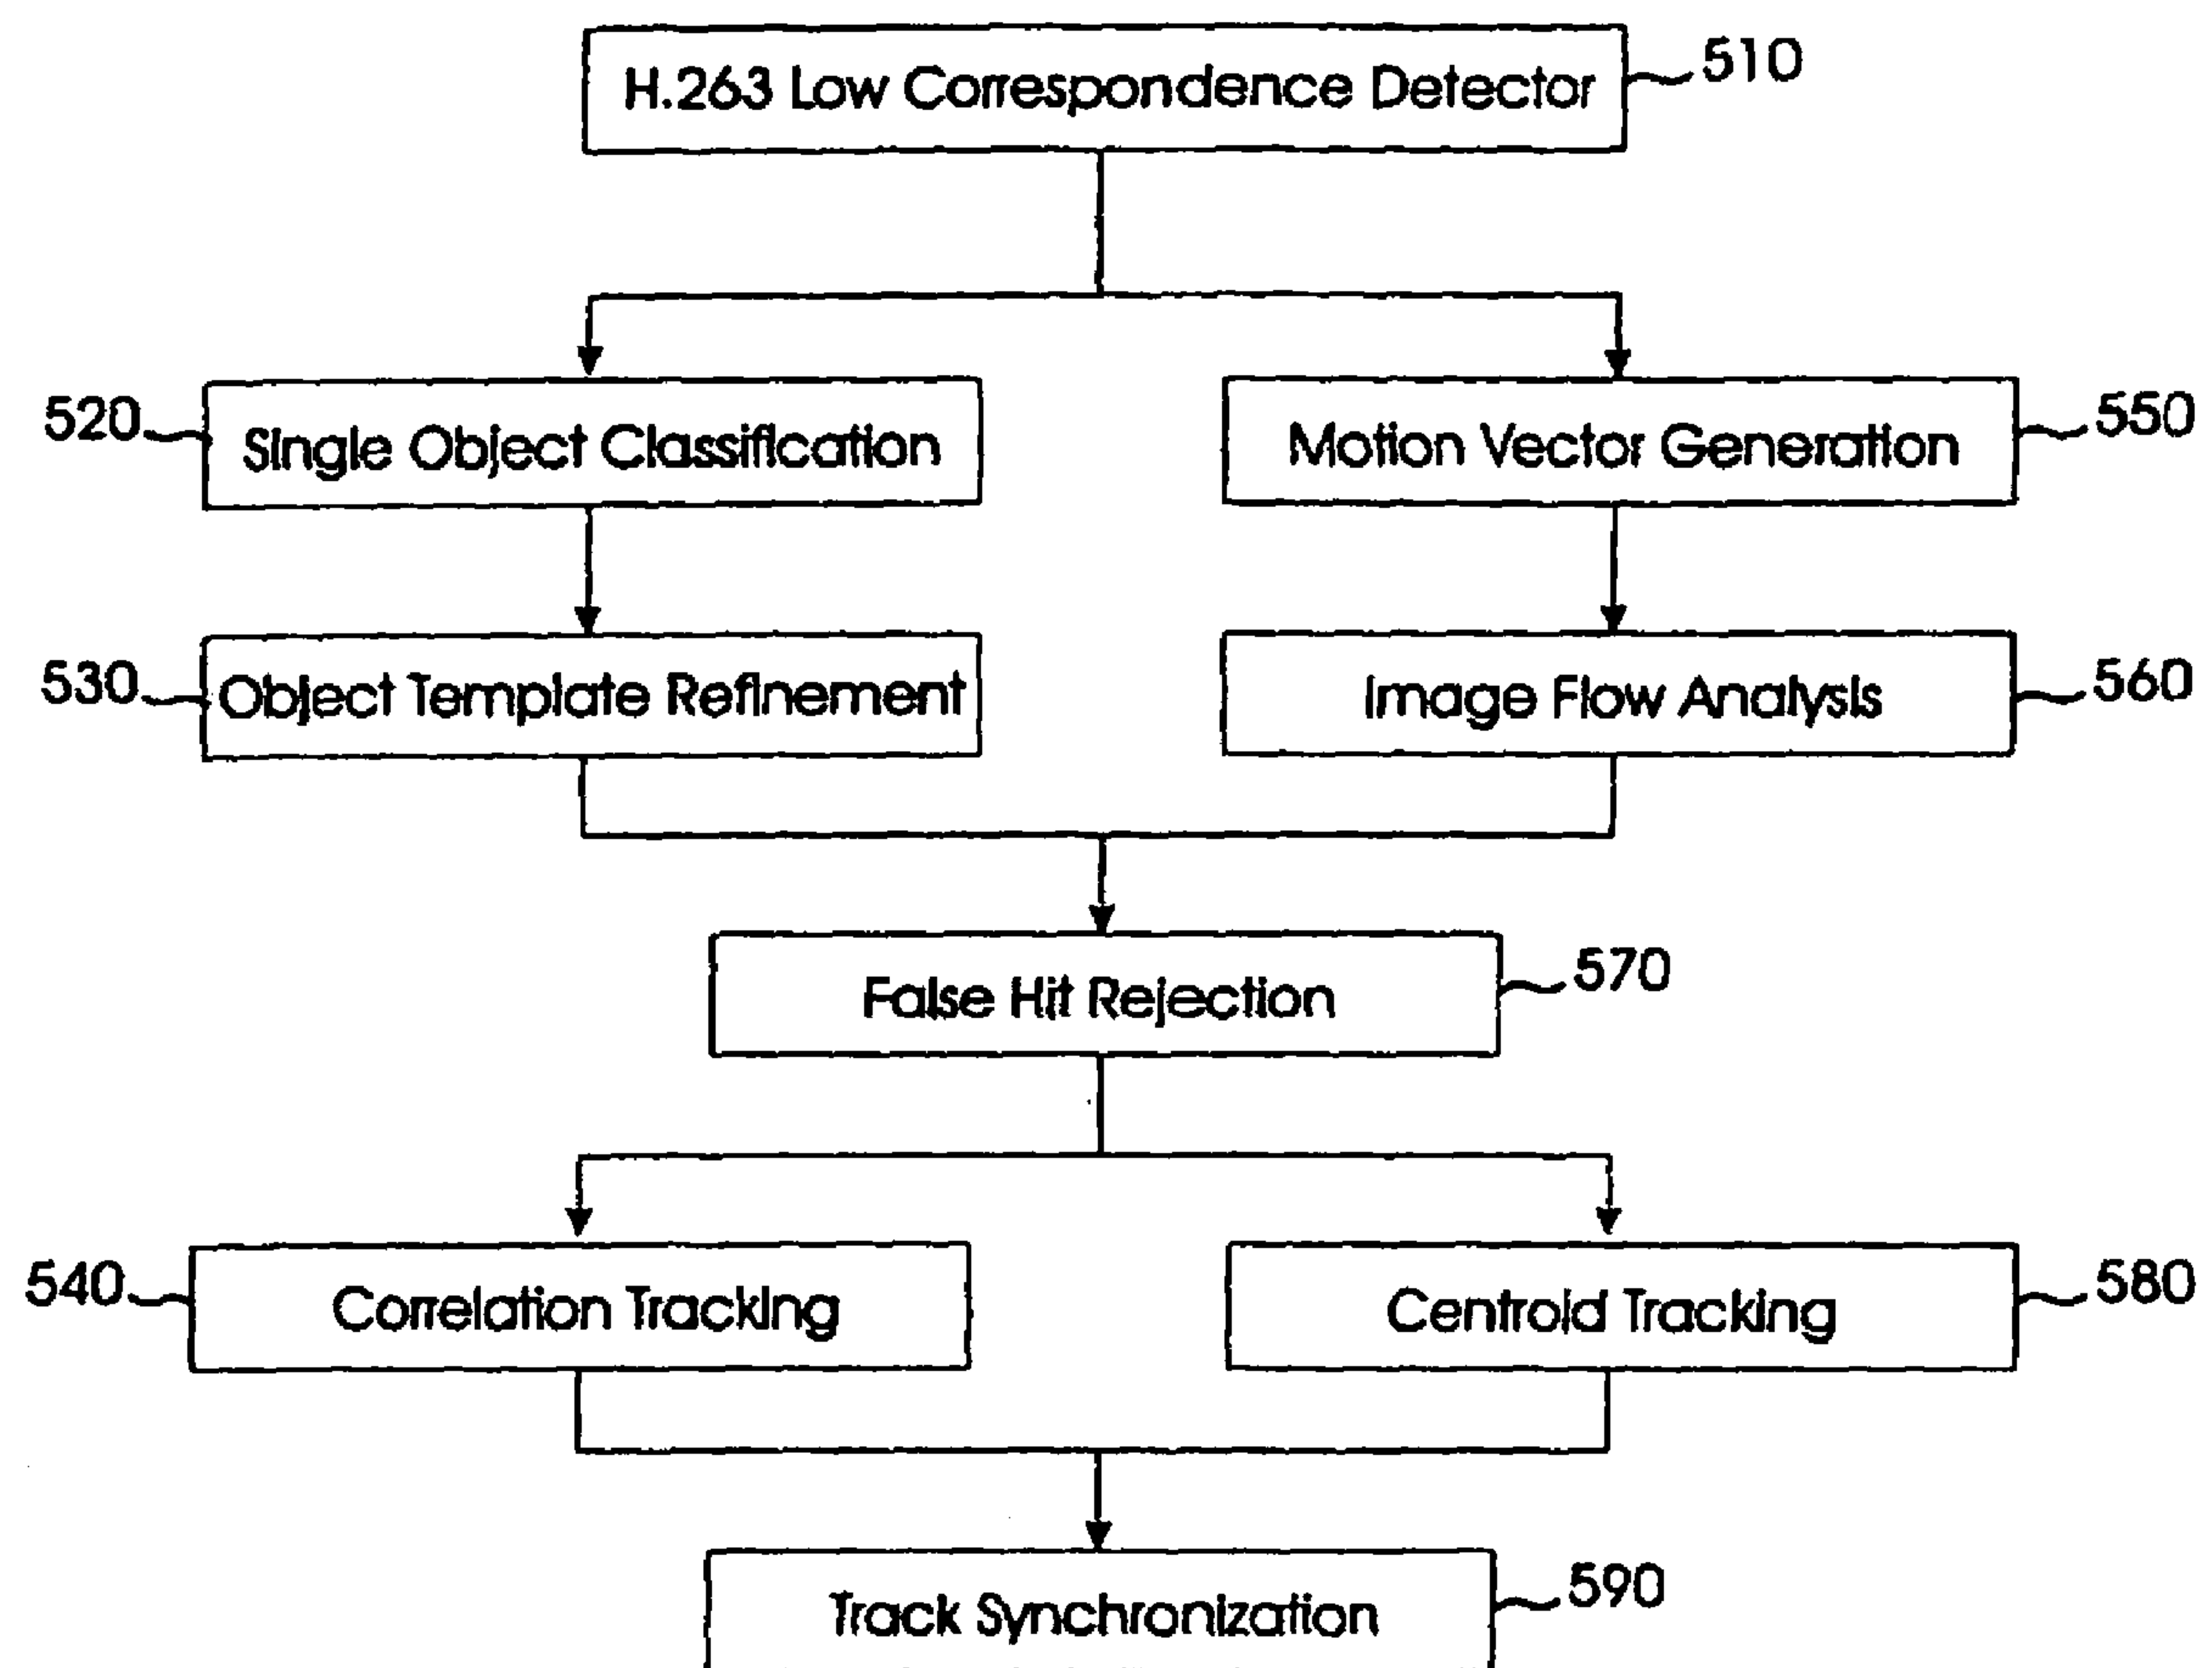 H.263 Low Correspondence Detector
510
520
Single Object Classification
Motion Vector Generation
550
530
Object Template Refinement
Image Flow Analysis
560
False Hit Rejection
570
540
Correlation Tracking
Centroid Tracking
580
Track Synchronization
590